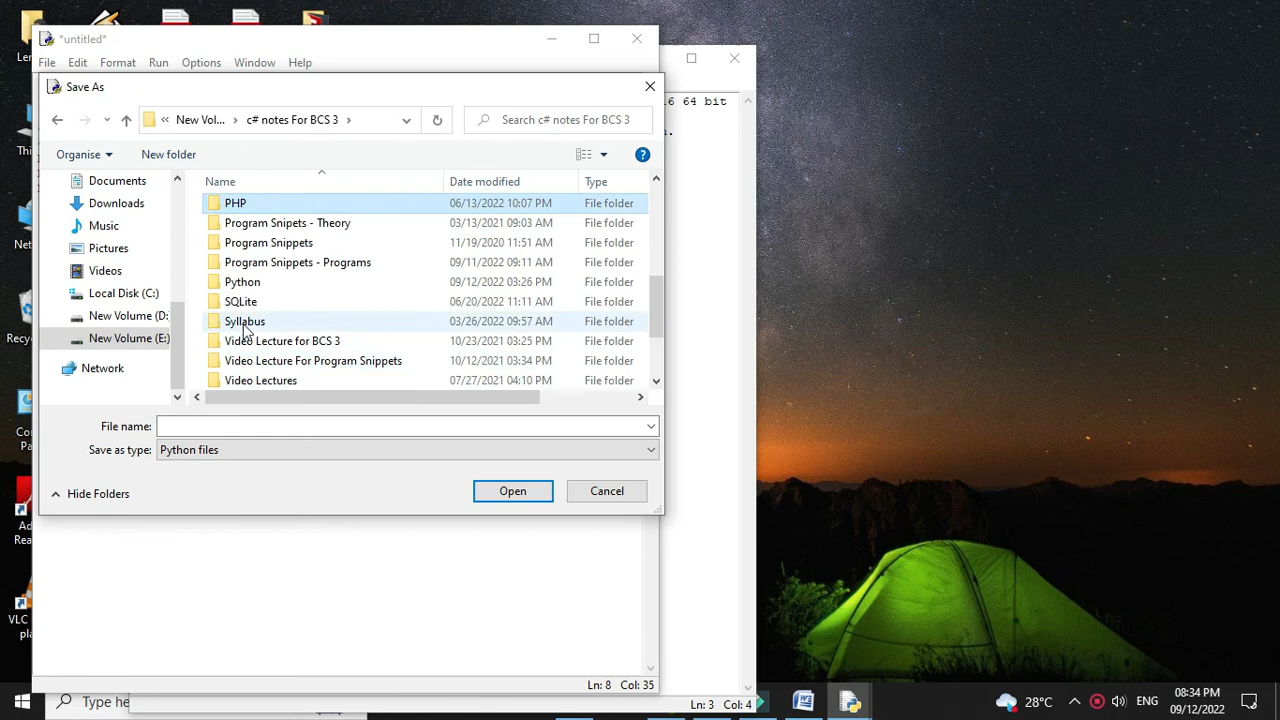 *untitled*
File Edit Format Run Options Window Help
Save As
New Vol... c# notes For BCS 3
Search c# notes For BCS 3
.6 64 bit
Organise New folder
Name Date modified Type
Documents
Downloads
Music
Pictures
Videos
Local Disk (C:)
New Volume (D:
New Volume (E:)
Network
PHP 06/13/2022 10:07 PM File folder
Program Snipets - Theory 03/13/2021 09:03 AM File folder
Program Snippets 11/19/2020 11:51 AM File folder
Program Snippets - Programs 09/11/2022 09:11 AM File folder
Python 09/12/2022 03:26 PM File folder
SQLite 06/20/2022 11:11 AM File folder
Syllabus 03/26/2022 09:57 AM File folder
Video Lecture for BCS 3 10/23/2021 03:25 PM File folder
Video Lecture For Program Snippets 10/12/2021 03:34 PM File folder
Video Lectures 07/27/2021 04:10 PM File folder
File name:
Save as type: Python files
Hide Folders
Open Cancel
Ln: 8 Col: 35
Ln: 3 Col: 4
Type he
28°C
ENG
08:34 PM
09/12/2022